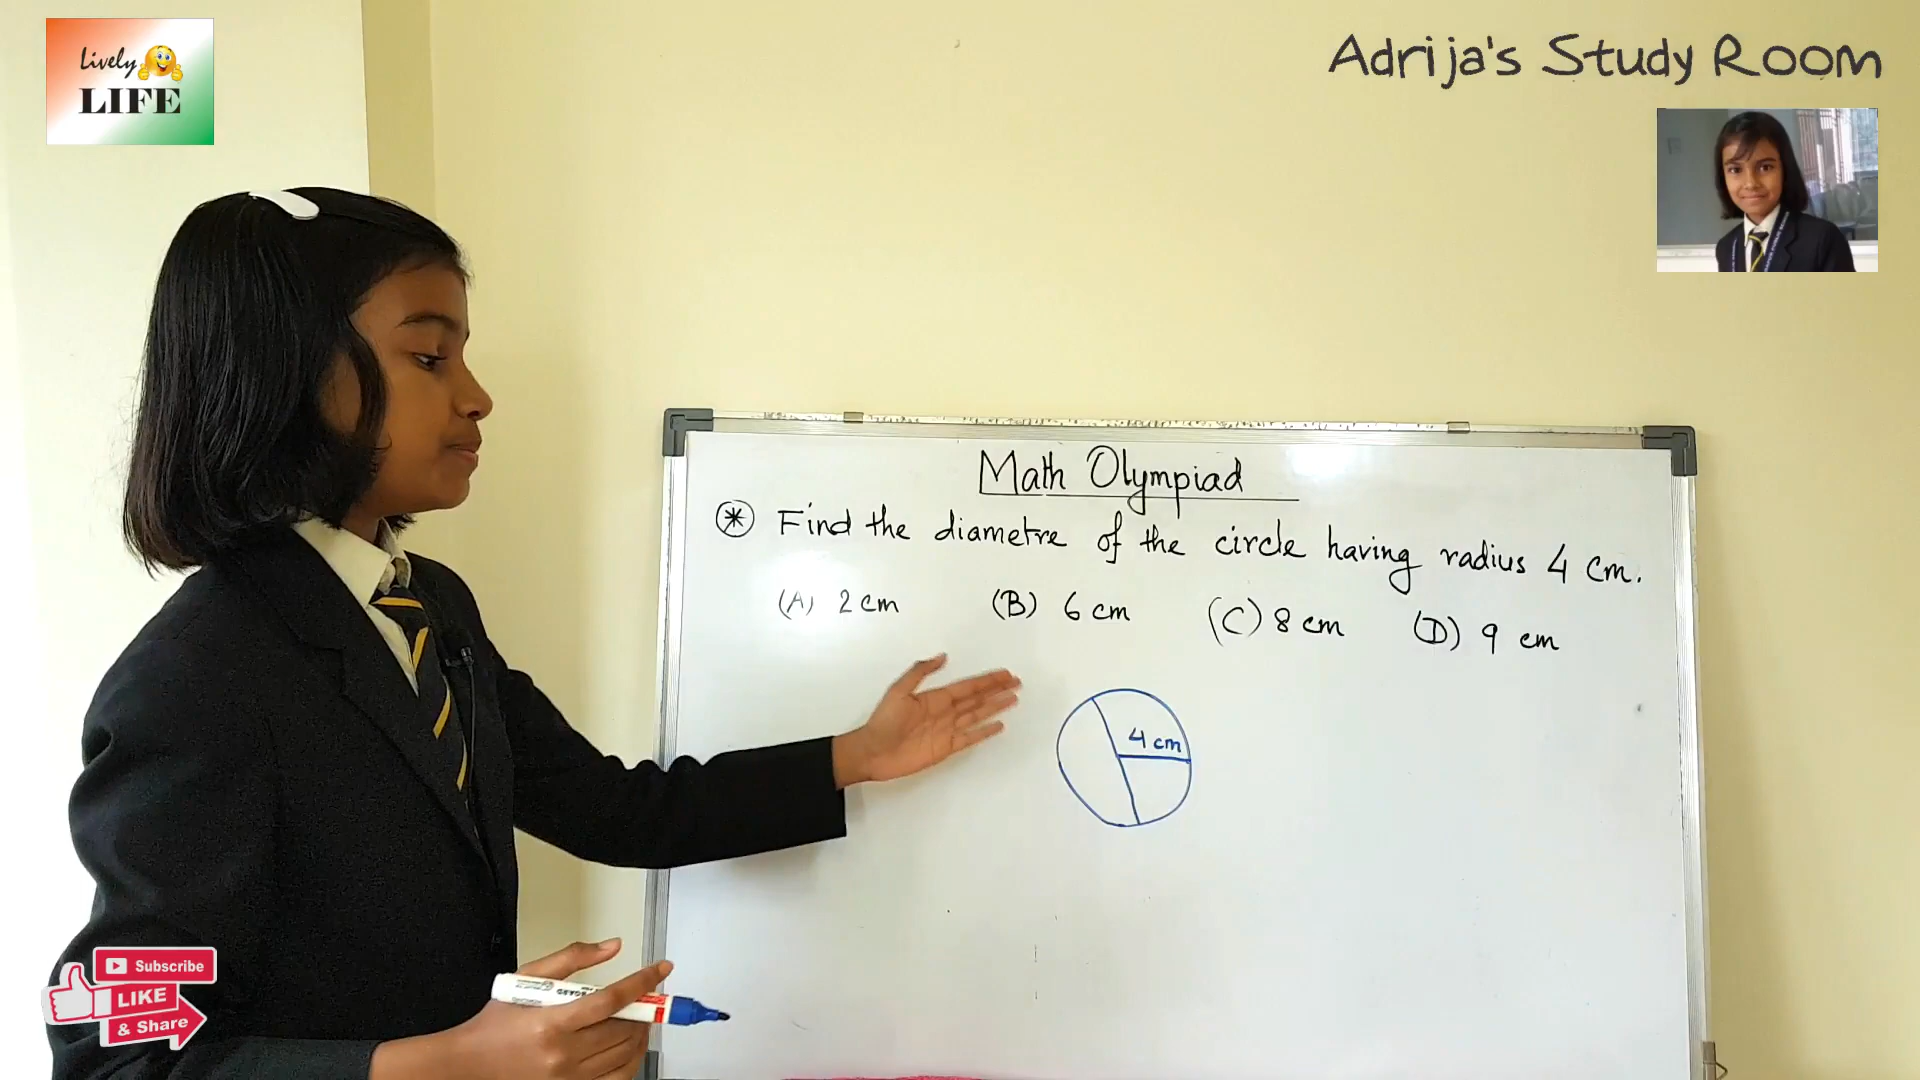 Lively
LIFE
Adrija's Study Room
Math Olympiad
* Find the diametre of the circle having radius 4 cm.
(A) 2 cm (B) 6 cm (C) 8 cm (D) 9 cm
4 cm
Subscribe
LIKE
& Share